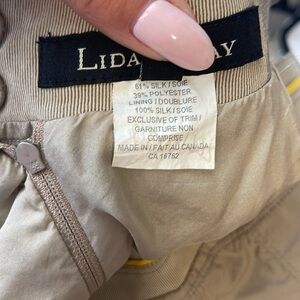 LIDA AY
61% SILK/SOIE
39% POLYESTER
LINING/DOUBLURE
100% SILK/SOIE
EXCLUSIVE OF TRIM/
GARNITURE NON
COMPRISE
MADE IN / FAIT AU CANADA
CA 16762